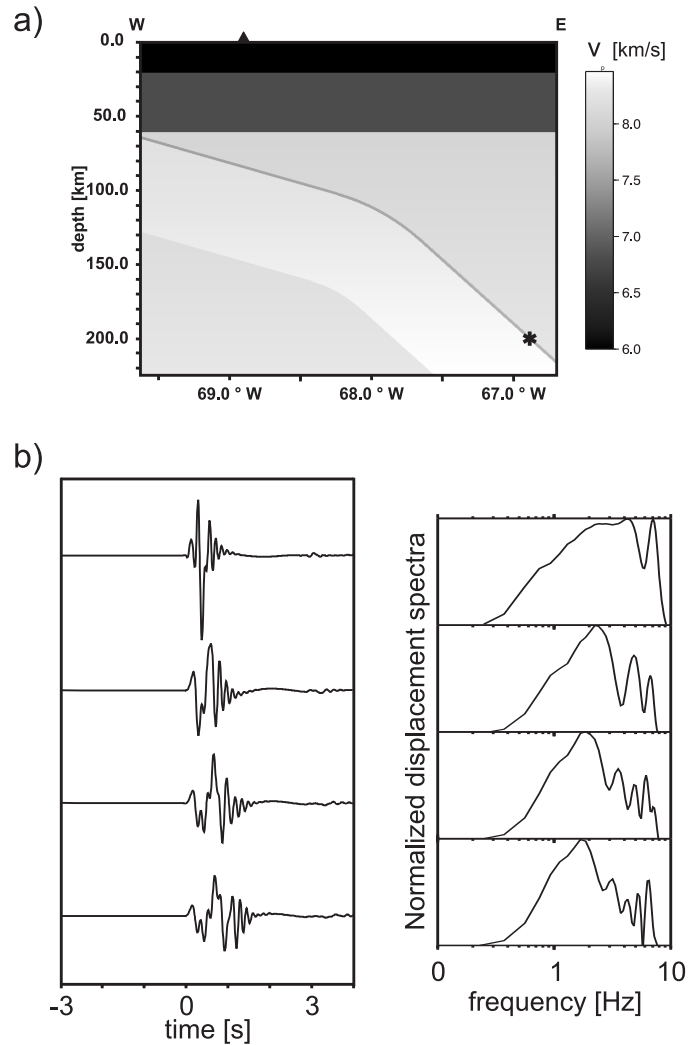 a)
W
E
V [km/s]
p
0.0
50.0
100.0
150.0
200.0
depth [km]
8.0
7.5
7.0
6.5
6.0
69.0 ° W
68.0 ° W
67.0 ° W
b)
Normalized displacement spectra
-3
0
3
time [s]
0
1
10
frequency [Hz]